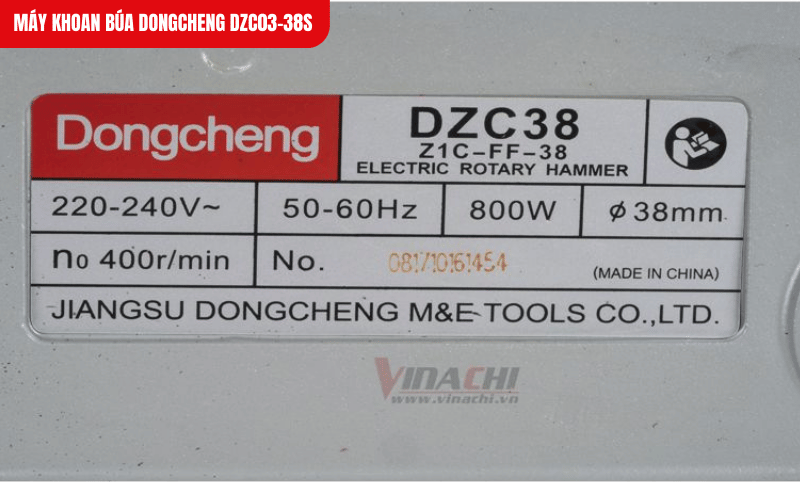 MÁY KHOAN BÚA DONGCHENG DZC03-38S
Dongcheng
DZC38
Z1C-FF-38
ELECTRIC ROTARY HAMMER
220-240V~ 50-60Hz 800W ϕ38mm
n₀ 400r/min No. 081710161454 (MADE IN CHINA)
JIANGSU DONGCHENG M&E TOOLS CO.,LTD.
VINACHI
www.vinachi.vn